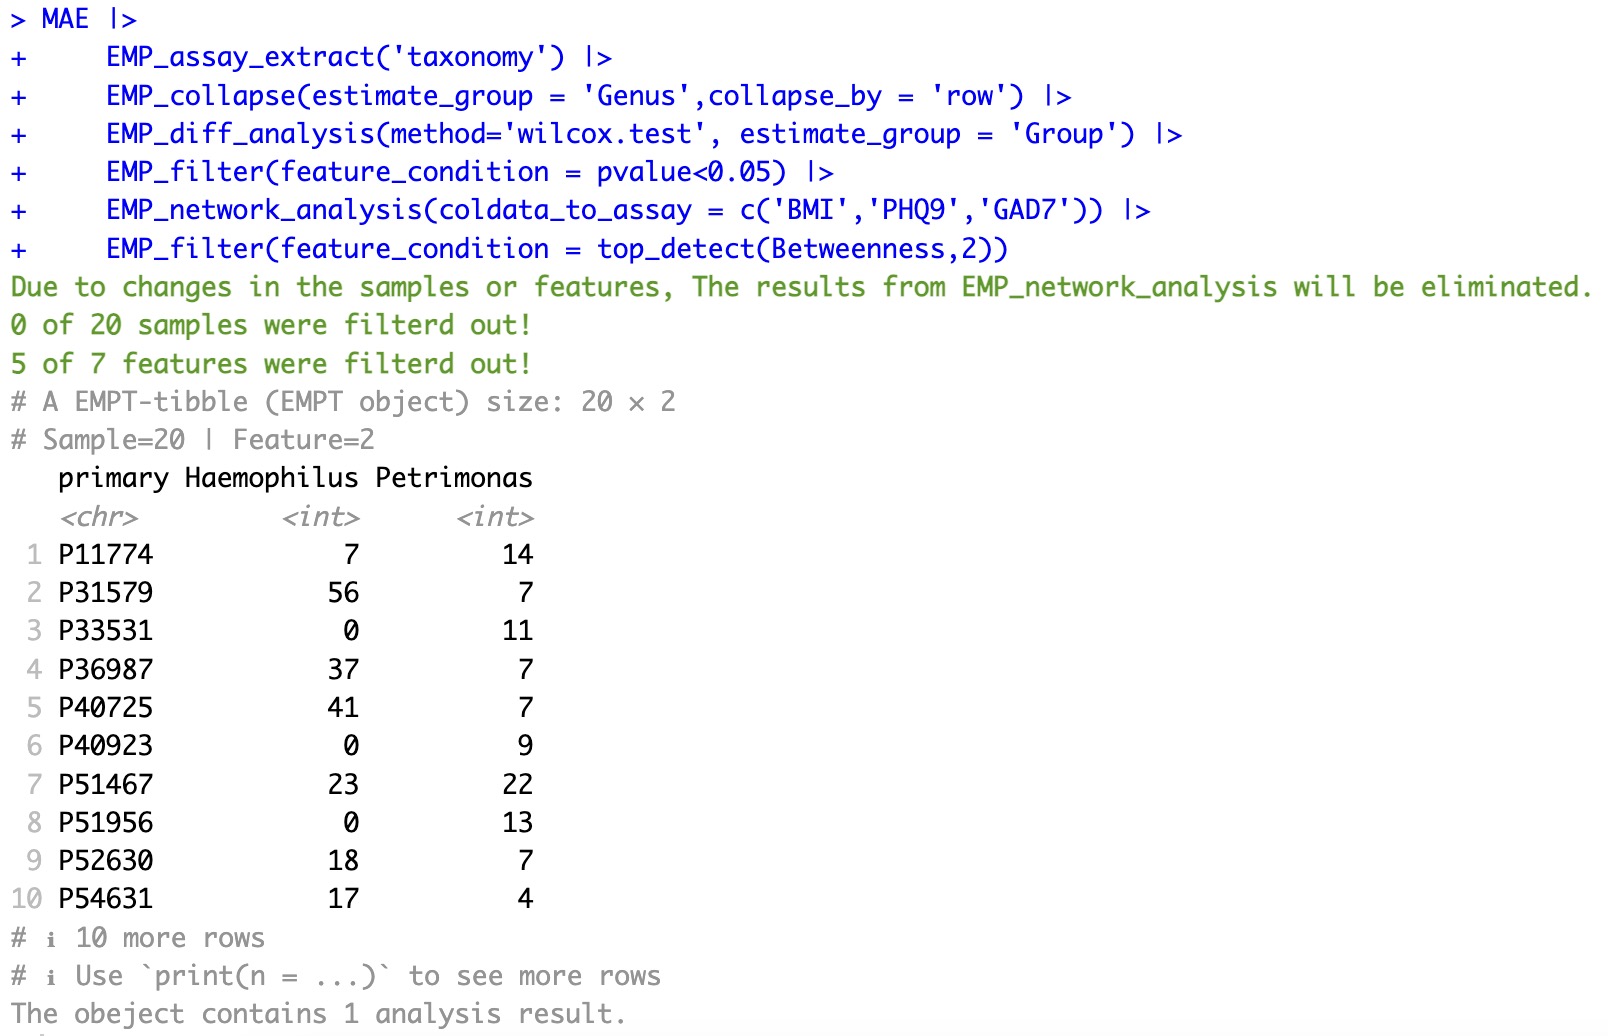 > MAE |>
+     EMP_assay_extract('taxonomy') |>
+     EMP_collapse(estimate_group = 'Genus',collapse_by = 'row') |>
+     EMP_diff_analysis(method='wilcox.test', estimate_group = 'Group') |>
+     EMP_filter(feature_condition = pvalue<0.05) |>
+     EMP_network_analysis(coldata_to_assay = c('BMI','PHQ9','GAD7')) |>
+     EMP_filter(feature_condition = top_detect(Betweenness,2))
Due to changes in the samples or features, The results from EMP_network_analysis will be eliminated.
0 of 20 samples were filterd out!
5 of 7 features were filterd out!
# A EMPT-tibble (EMPT object) size: 20 × 2
# Sample=20 | Feature=2
   primary Haemophilus Petrimonas
   <chr>         <int>      <int>
 1 P11774            7         14
 2 P31579           56          7
 3 P33531            0         11
 4 P36987           37          7
 5 P40725           41          7
 6 P40923            0          9
 7 P51467           23         22
 8 P51956            0         13
 9 P52630           18          7
10 P54631           17          4
# ℹ 10 more rows
# ℹ Use `print(n = ...)` to see more rows
The obeject contains 1 analysis result.